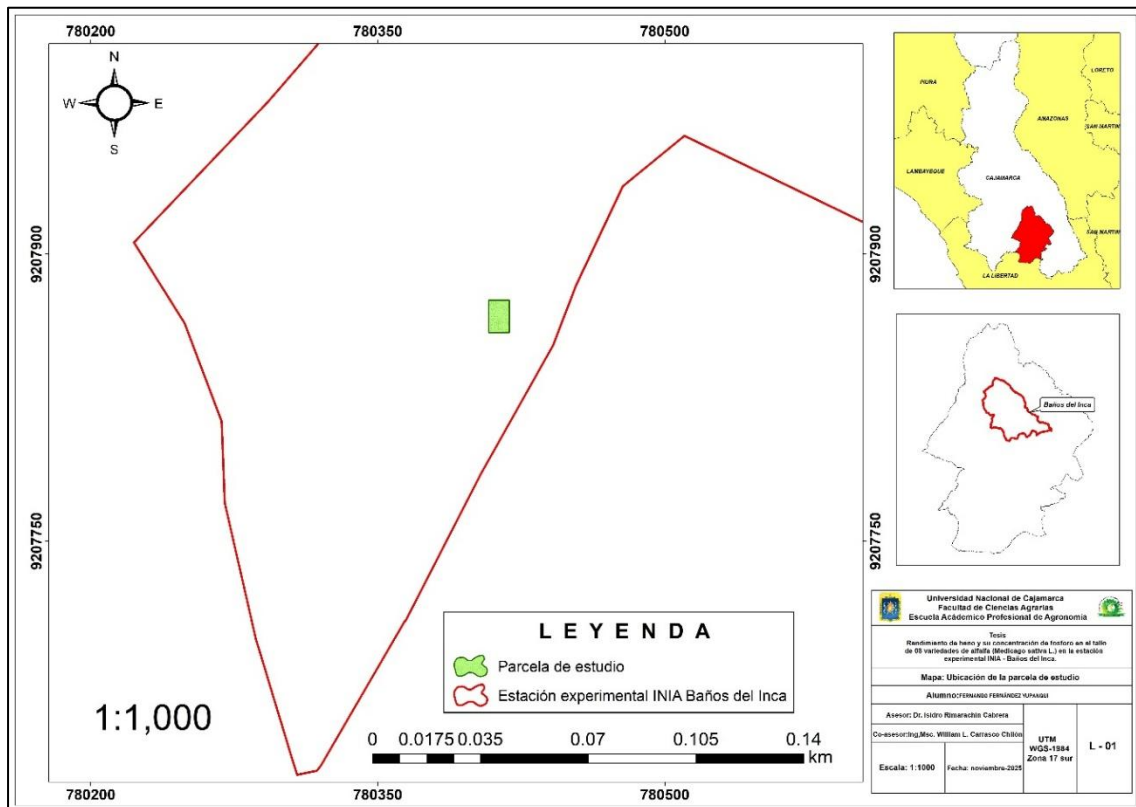 780200
780350
780500
N
W
E
S
9207900
9207750
9207900
9207750
LEYENDA
Parcela de estudio
Estación experimental INIA Baños del Inca
1:1,000
0
0.0175
0.035
0.07
0.105
0.14
km
780200
780350
780500
PIURA
LORETO
AMAZONAS
SAN MARTIN
LAMBAYEQUE
CAJAMARCA
SAN MARTIN
LA LIBERTAD
Baños del Inca
Universidad Nacional de Cajamarca
Facultad de Ciencias Agrarias
Escuela Académico Profesional de Agronomía
Tesis
Rendimiento de heno y su concentración de fosforo en el tallo
de 08 variedades de alfalfa (Medicago sativa L.) en la estación
experimental INIA - Baños del Inca.
Mapa: Ubicación de la parcela de estudio
Alumno:FERNANDO FERNÁNDEZ YUPANQUI
Asesor: Dr. Isidro Rimarachín Cabrera
Co-asesor:Ing,Msc. William L. Carrasco Chilón
Escala: 1:1000
Fecha: noviembre-2025
UTM
WGS-1984
Zona 17 sur
L - 01